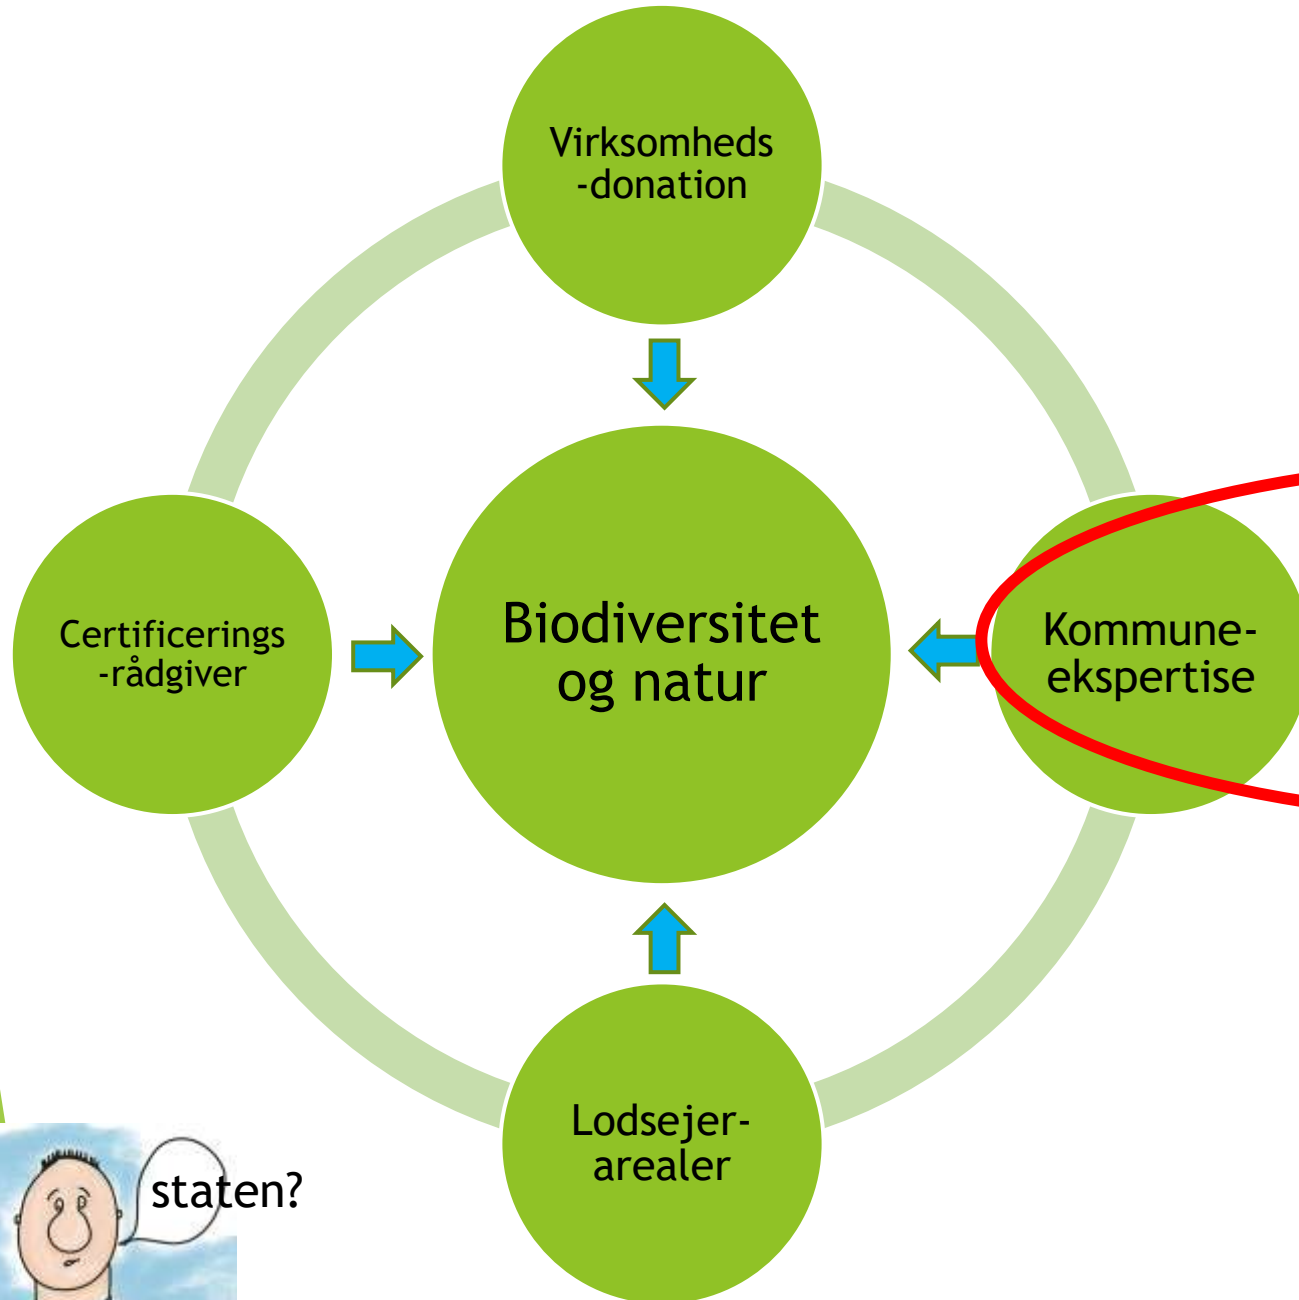 Virksomheds
-donation
Certificerings
-rådgiver
Biodiversitet
og natur
Kommune-
ekspertise
Lodsejer-
arealer
staten?